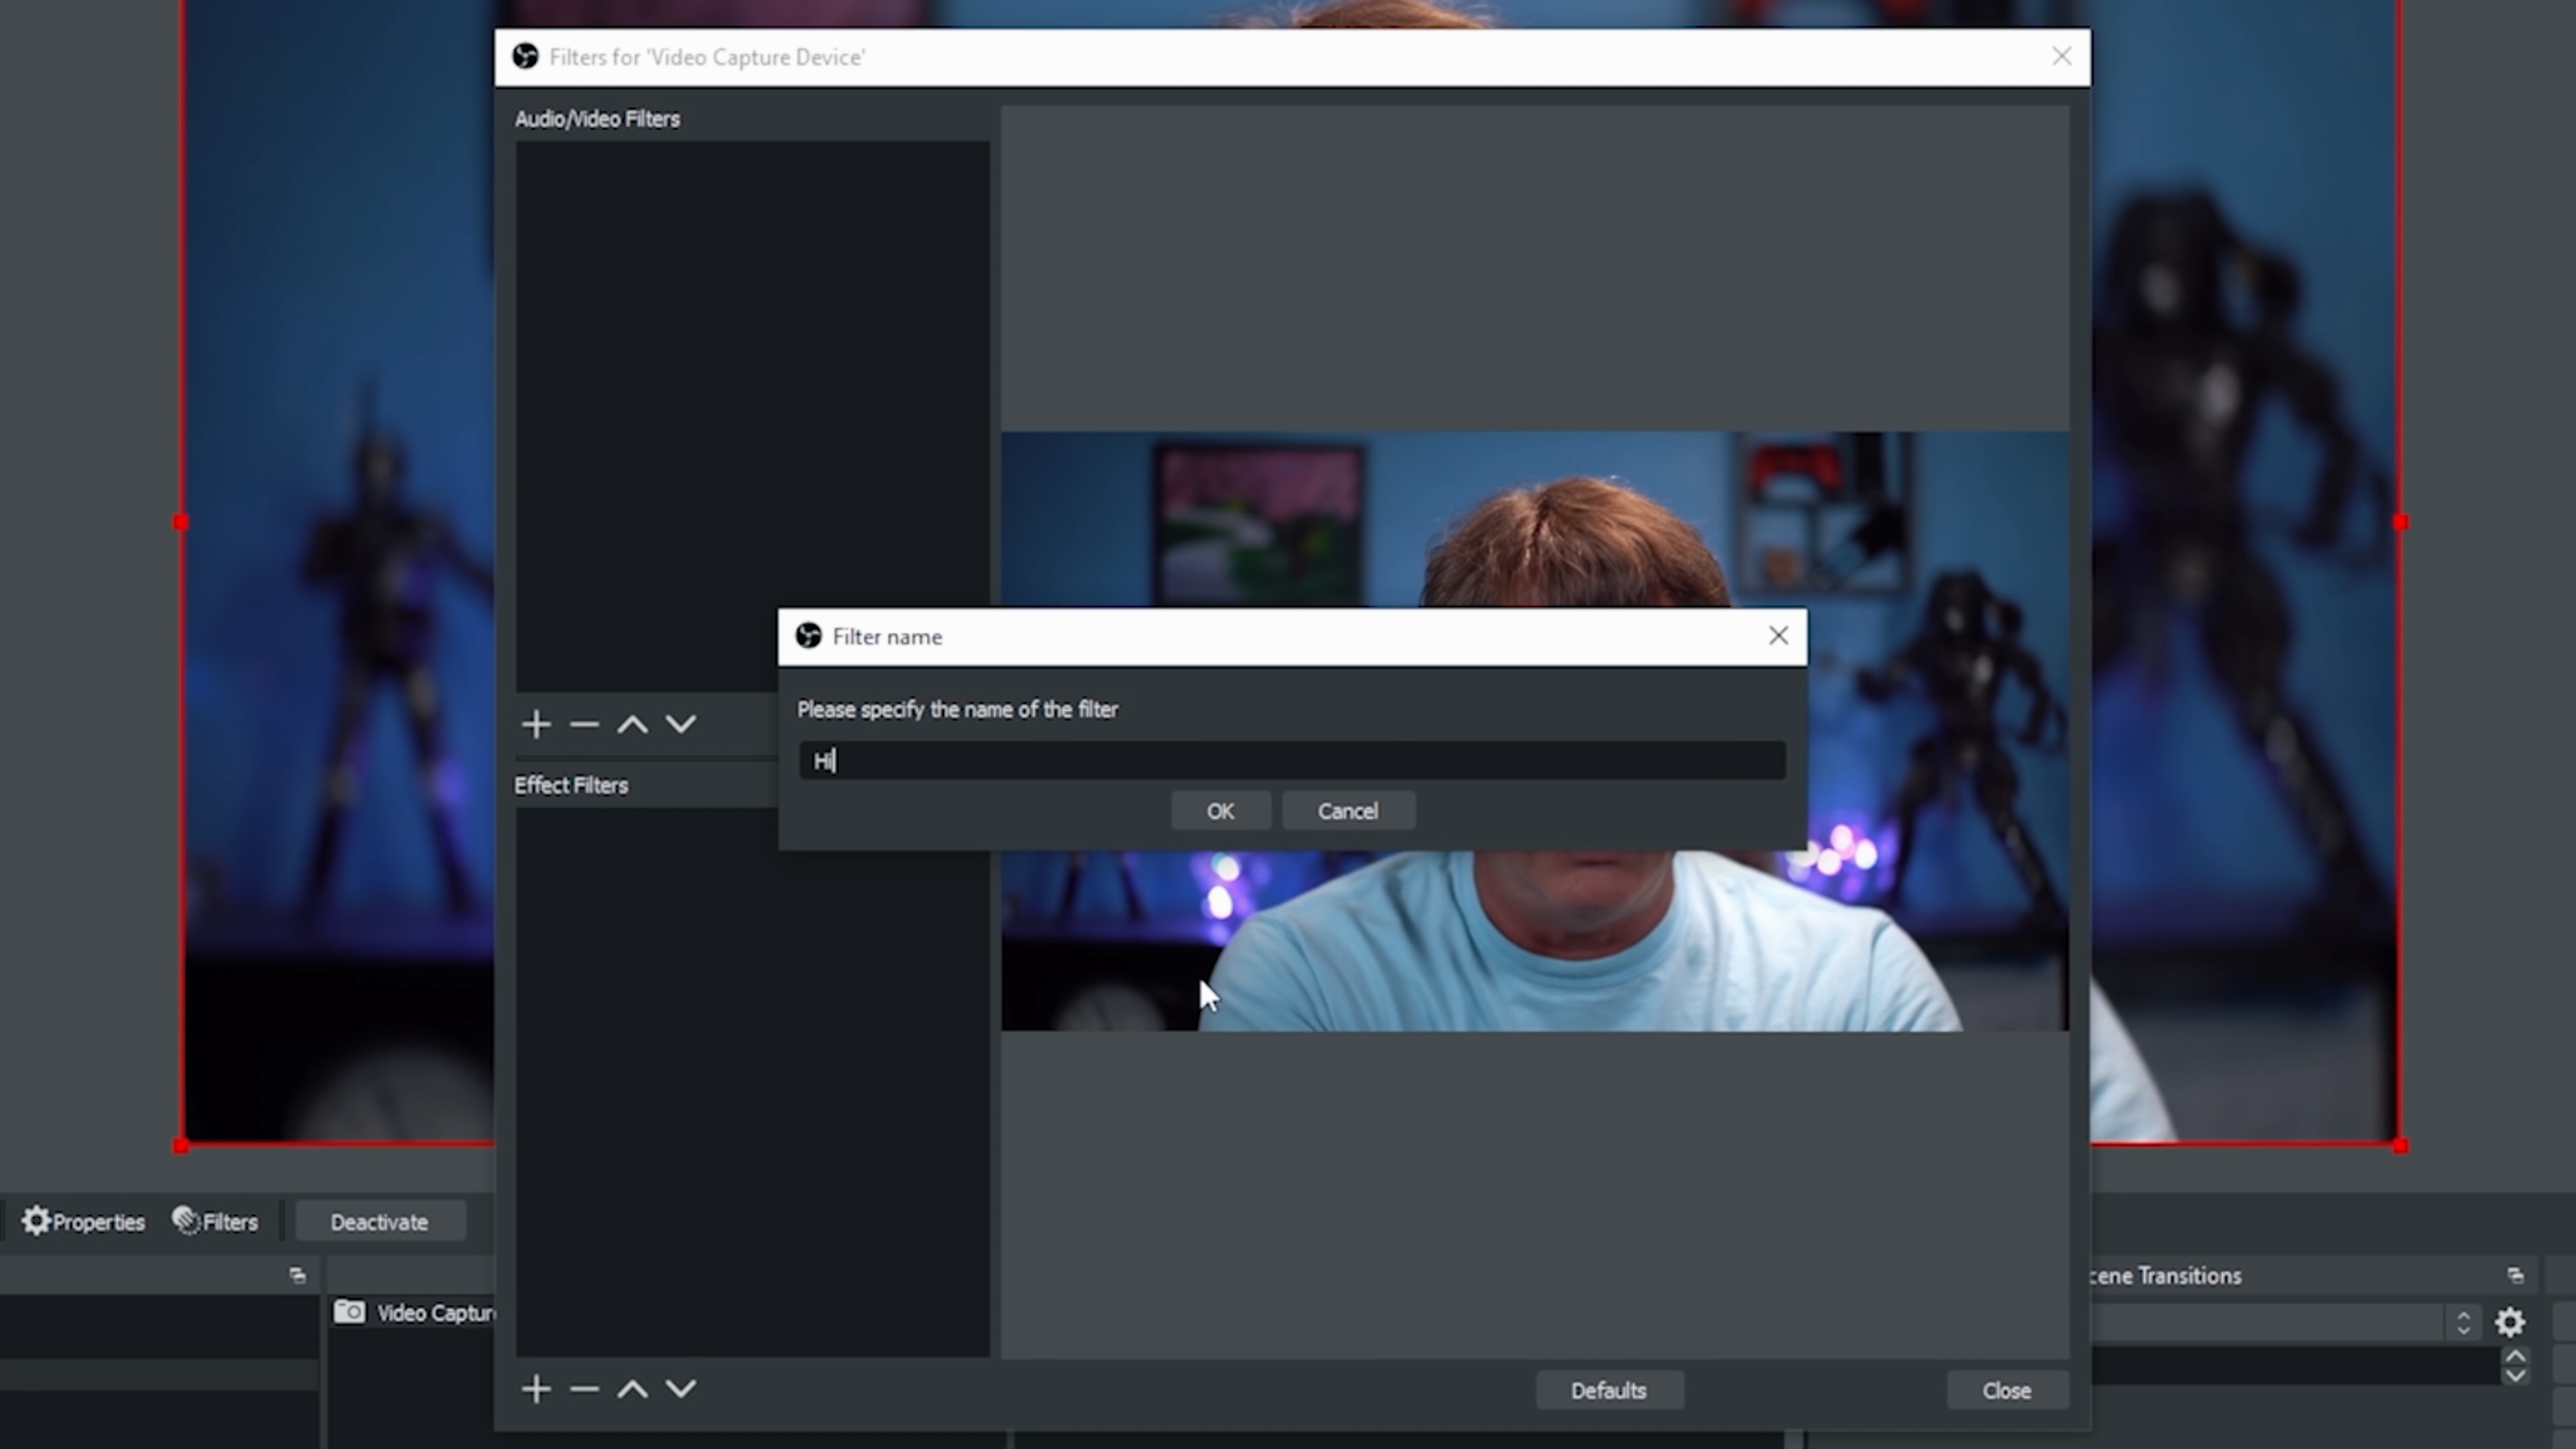 Filters for 'Video Capture Device'
Audio/Video Filters
Filter name
Please specify the name of the filter
Hi
OK
Cancel
Effect Filters
Properties
Filters
Deactivate
Video Captur
cene Transitions
Defaults
Close